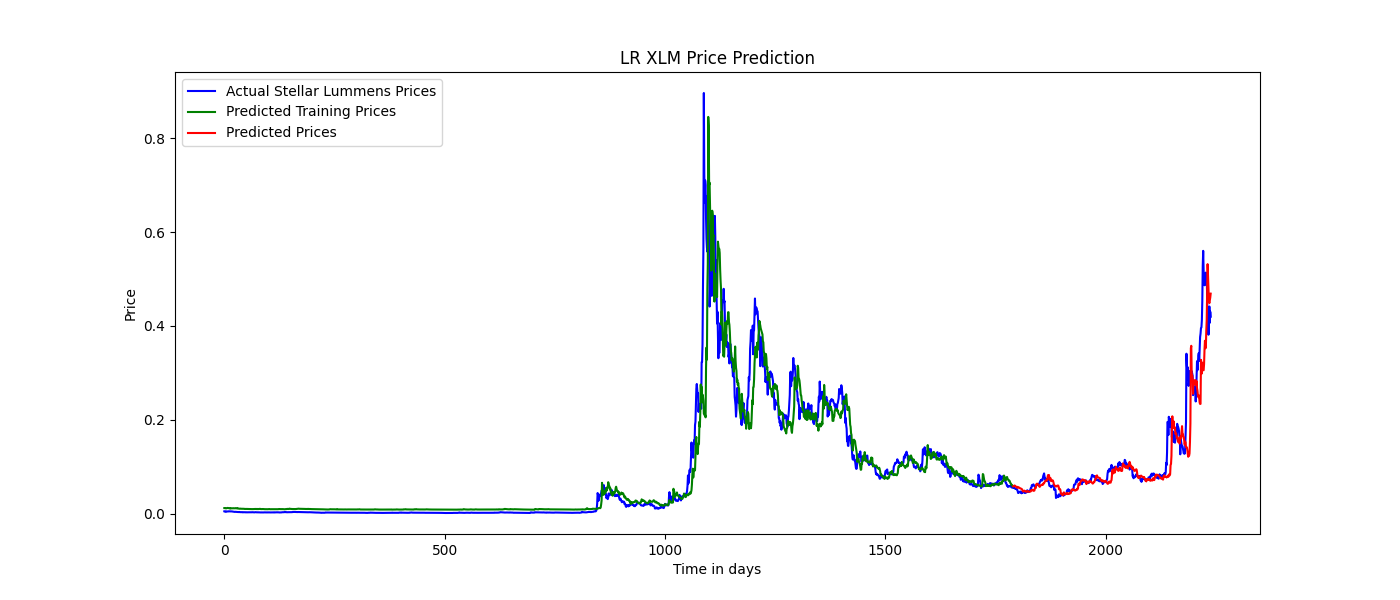 LR XLM Price Prediction
Actual Stellar Lummens Prices
Predicted Training Prices
Predicted Prices
Price
0.8
0.6
0.4
0.2
0.0
0 500 1000 1500 2000
Time in days